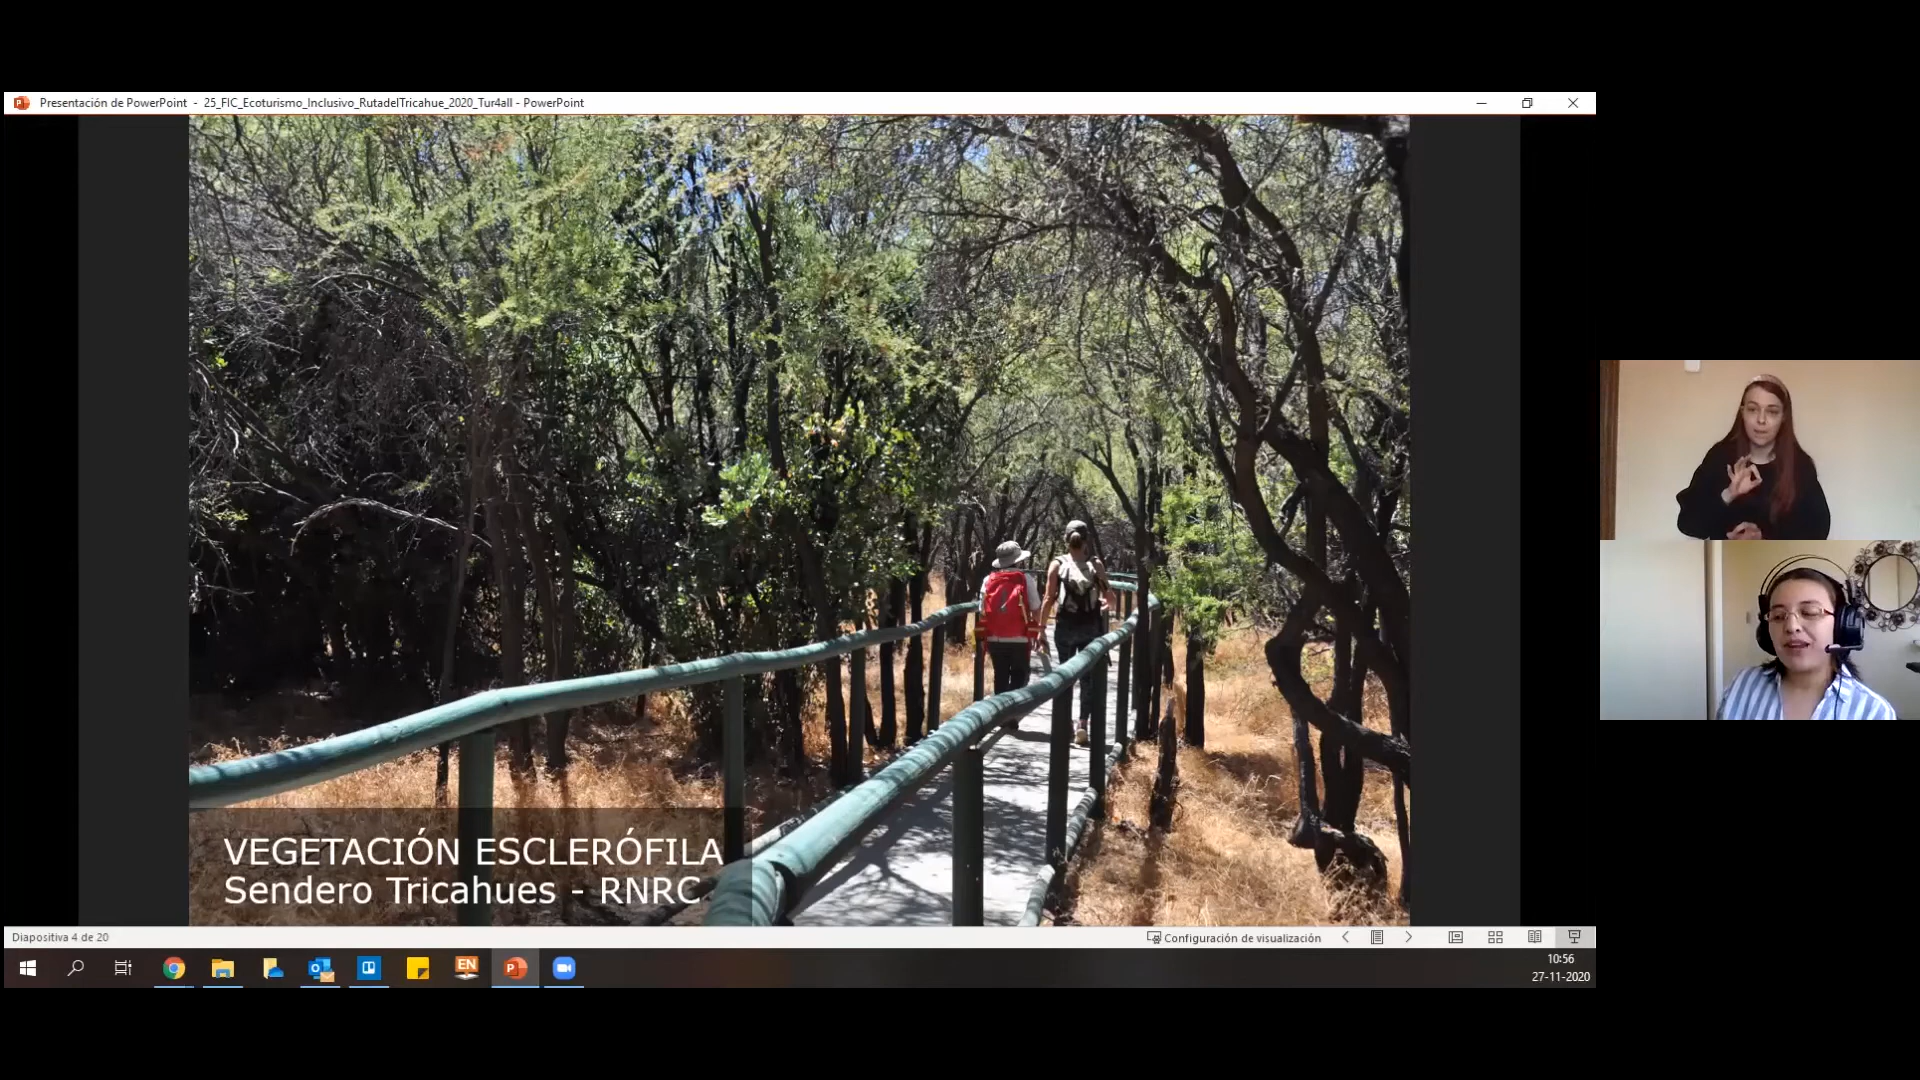 Presentación de PowerPoint - 25_FIC_Ecoturismo_Inclusivo_RutadelTricahue_2020_Tur4all - PowerPoint
VEGETACIÓN ESCLERÓFILA
Sendero Tricahues - RNRC
Diapositiva 4 de 20
Configuración de visualización
EN
10:56
27-11-2020